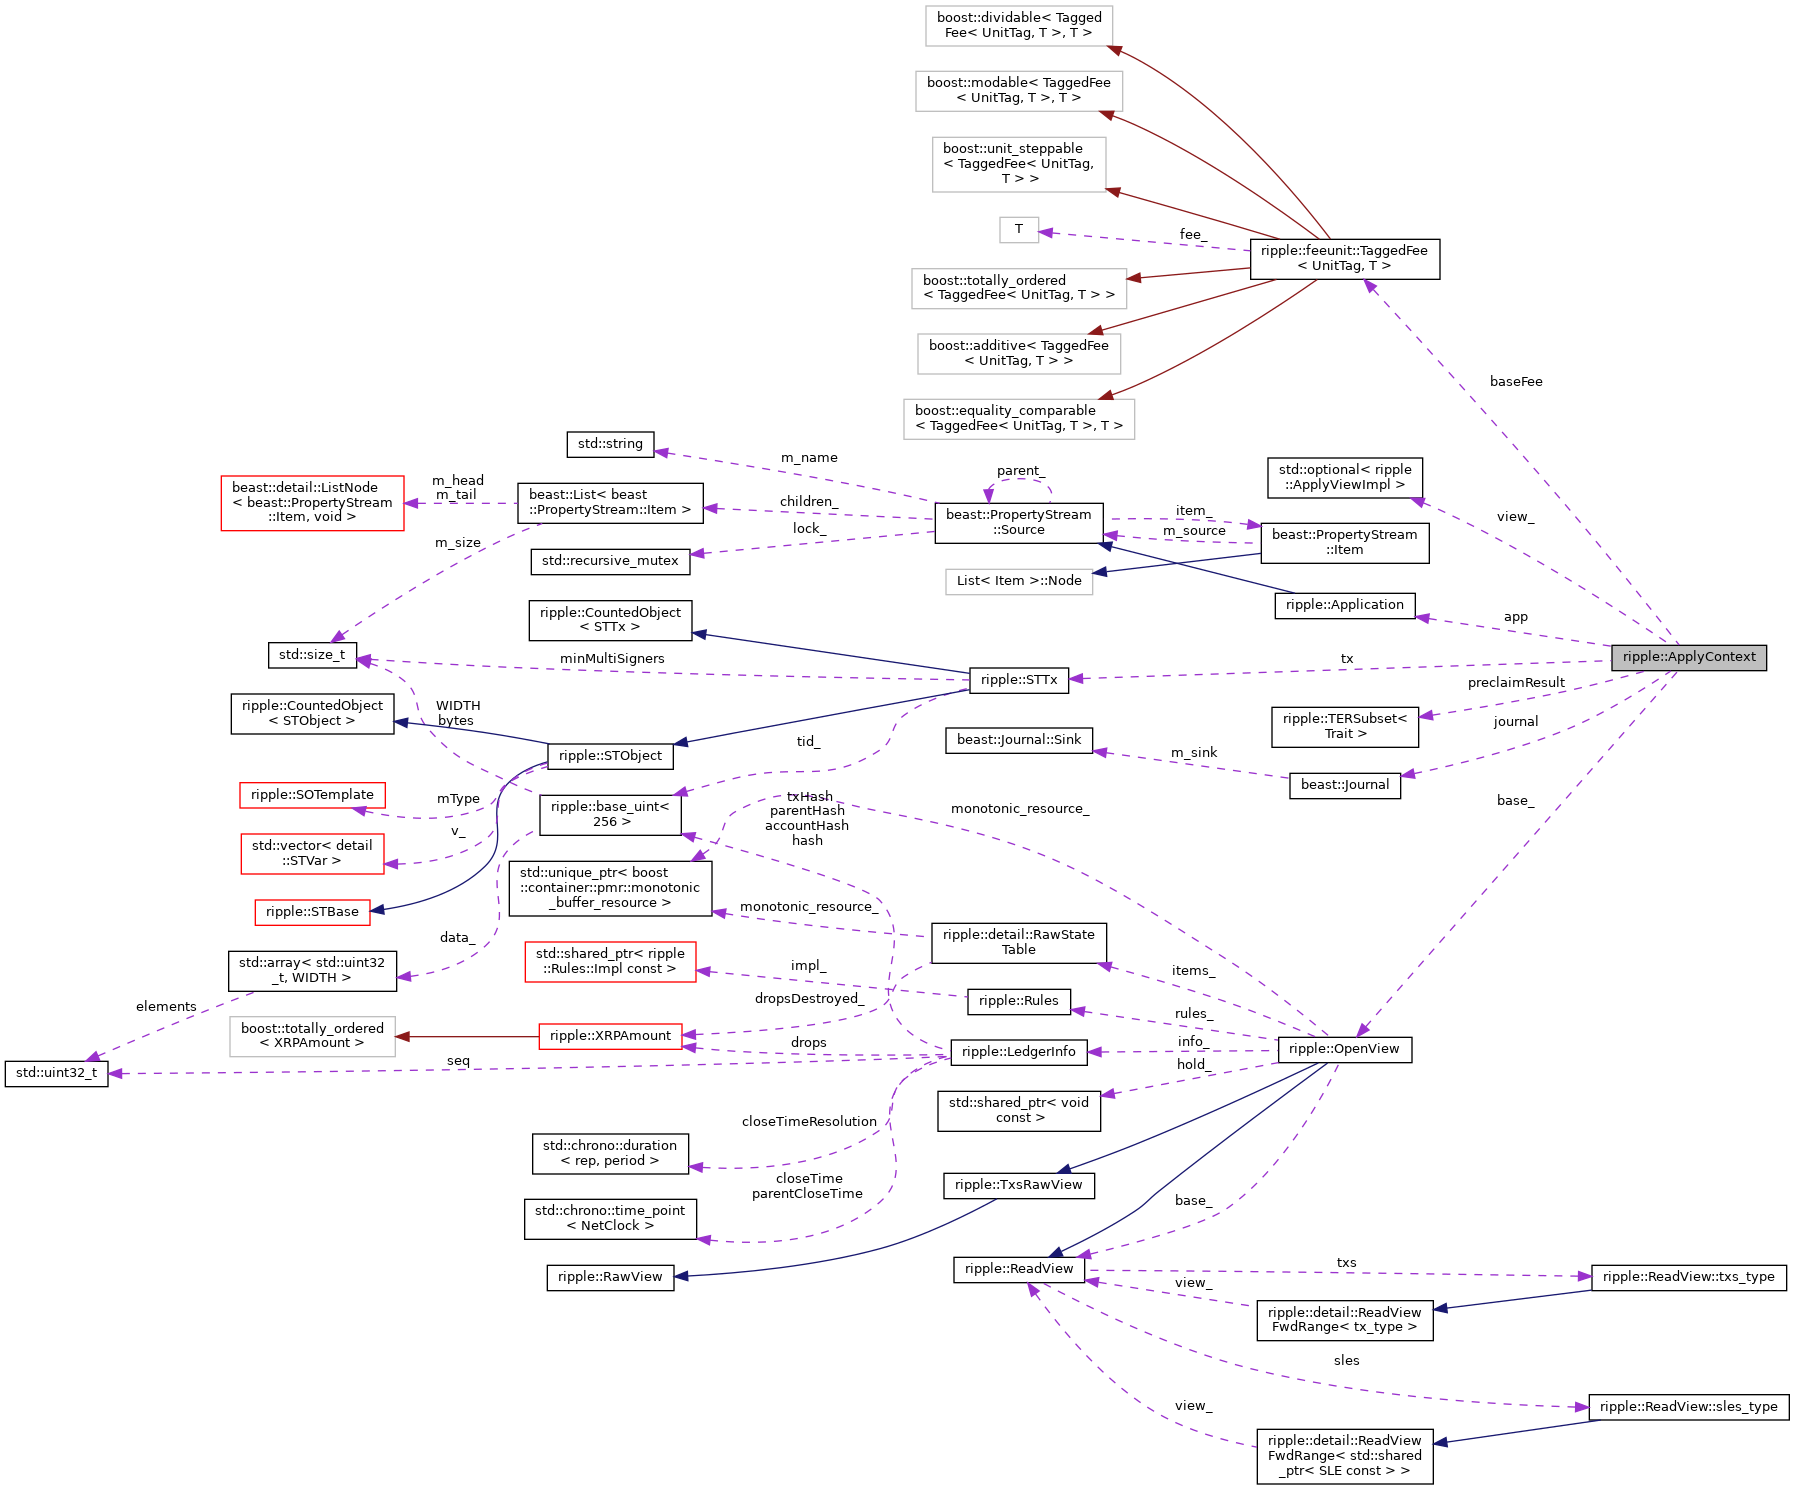 boost::dividable< Tagged
Fee< UnitTag, T >, T >
boost::modable< TaggedFee
< UnitTag, T >, T >
boost::unit_steppable
< TaggedFee< UnitTag,
T > >
T
fee_
ripple::feeunit::TaggedFee
< UnitTag, T >
boost::totally_ordered
< TaggedFee< UnitTag, T > >
boost::additive< TaggedFee
< UnitTag, T > >
baseFee
boost::equality_comparable
< TaggedFee< UnitTag, T >, T >
std::string
m_name
parent_
std::optional< ripple
::ApplyViewImpl >
beast::detail::ListNode
< beast::PropertyStream
::Item, void >
m_head
m_tail
beast::List< beast
::PropertyStream::Item >
children_
beast::PropertyStream
::Source
item_
view_
lock_
m_source
beast::PropertyStream
::Item
m_size
std::recursive_mutex
List< Item >::Node
ripple::CountedObject
< STTx >
ripple::Application
app
std::size_t
minMultiSigners
ripple::STTx
tx
ripple::ApplyContext
preclaimResult
ripple::CountedObject
< STObject >
WIDTH
bytes
ripple::TERSubset<
Trait >
journal
tid_
beast::Journal::Sink
m_sink
ripple::STObject
beast::Journal
ripple::SOTemplate
mType
ripple::base_uint<
256 >
txHash
parentHash
accountHash
hash
monotonic_resource_
base_
v_
std::vector< detail
::STVar >
std::unique_ptr< boost
::container::pmr::monotonic
_buffer_resource >
ripple::STBase
monotonic_resource_
ripple::detail::RawState
Table
data_
std::shared_ptr< ripple
::Rules::Impl const >
impl_
items_
std::array< std::uint32
_t, WIDTH >
elements
dropsDestroyed_
ripple::Rules
rules_
boost::totally_ordered
< XRPAmount >
ripple::XRPAmount
drops
ripple::LedgerInfo
info_
ripple::OpenView
std::uint32_t
seq
hold_
std::shared_ptr< void
const >
closeTimeResolution
std::chrono::duration
< rep, period >
closeTime
parentCloseTime
ripple::TxsRawView
base_
std::chrono::time_point
< NetClock >
ripple::RawView
ripple::ReadView
txs
ripple::ReadView::txs_type
view_
ripple::detail::ReadView
FwdRange< tx_type >
sles
ripple::ReadView::sles_type
view_
ripple::detail::ReadView
FwdRange< std::shared
_ptr< SLE const > >